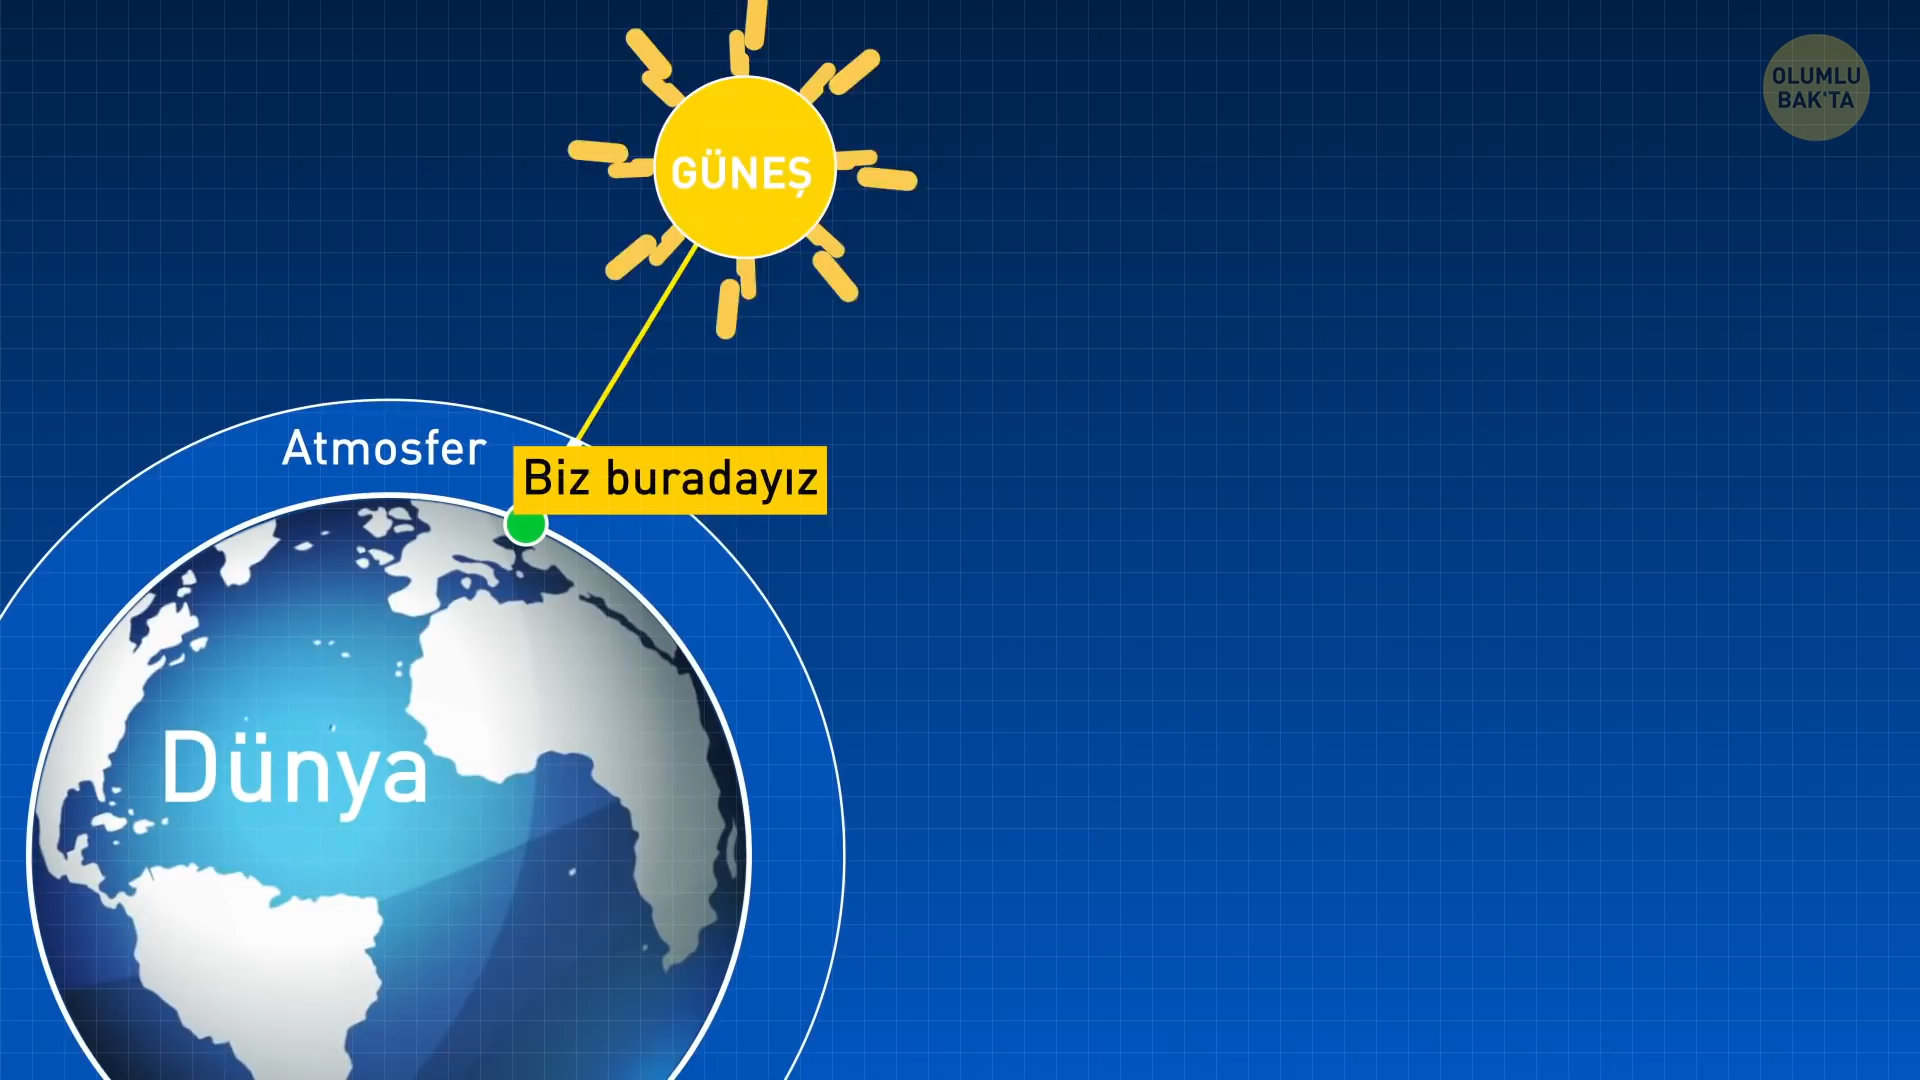 OLUMLU
BAK'TA
GÜNEŞ
Atmosfer
Biz buradayız
Dünya